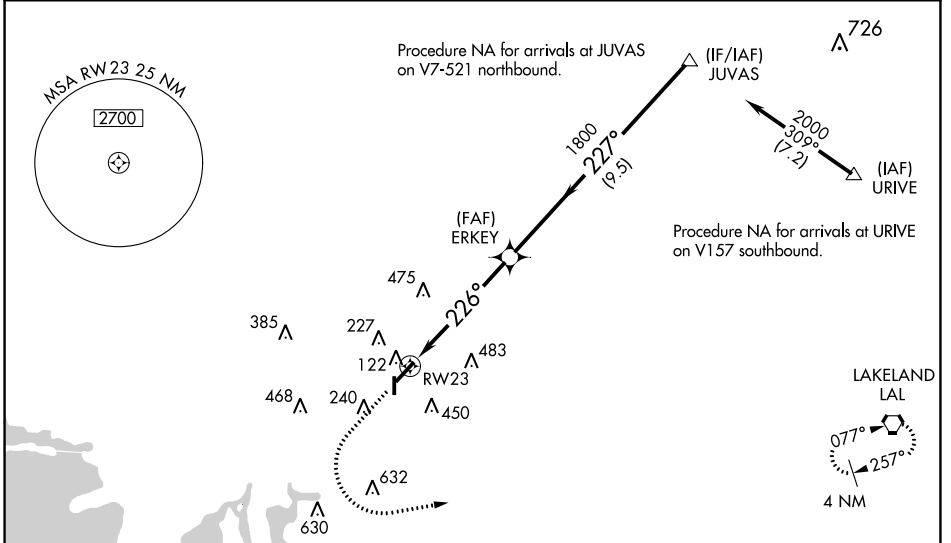 MSA RW23 25 NM
2700
Procedure NA for arrivals at JUVAS
on V7-521 northbound.
(IF/IAF)
JUVAS
726
1800
227°
(9.5)
2000
309°
(7.2)
(IAF)
URIVE
Procedure NA for arrivals at URIVE
on V157 southbound.
(FAF)
ERKEY
226°
475
385
227
122
483
RW23
468
240
450
632
630
LAKELAND
LAL
077°
257°
4 NM